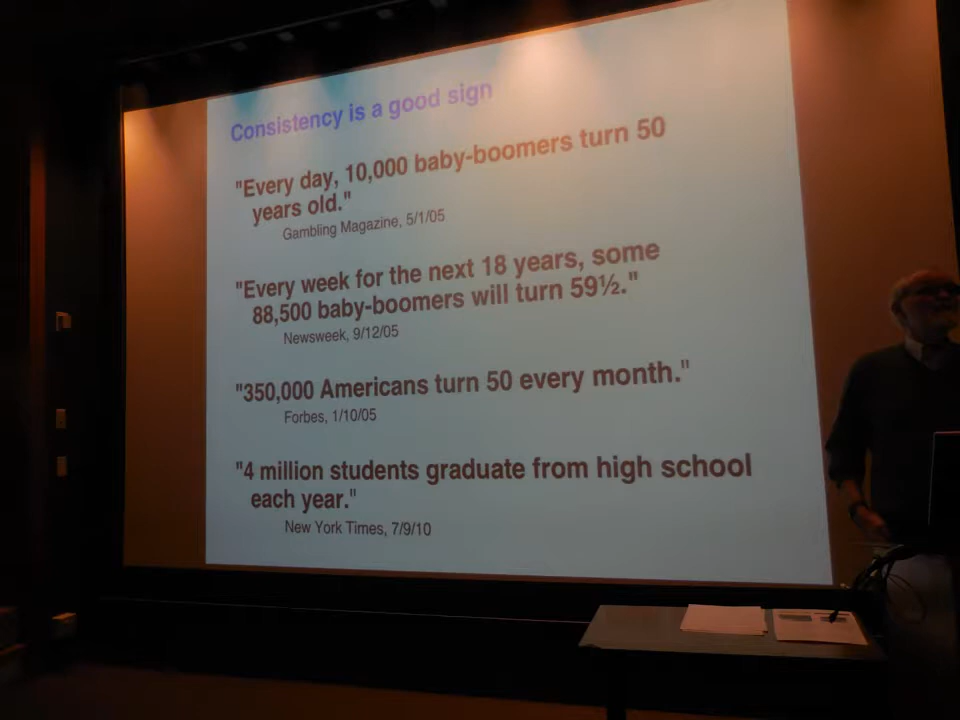 Consistency is a good sign
"Every day, 10,000 baby-boomers turn 50
years old."
Gambling Magazine, 5/1/05
"Every week for the next 18 years, some
88,500 baby-boomers will turn 59½."
Newsweek, 9/12/05
"350,000 Americans turn 50 every month."
Forbes, 1/10/05
"4 million students graduate from high school
each year."
New York Times, 7/9/10